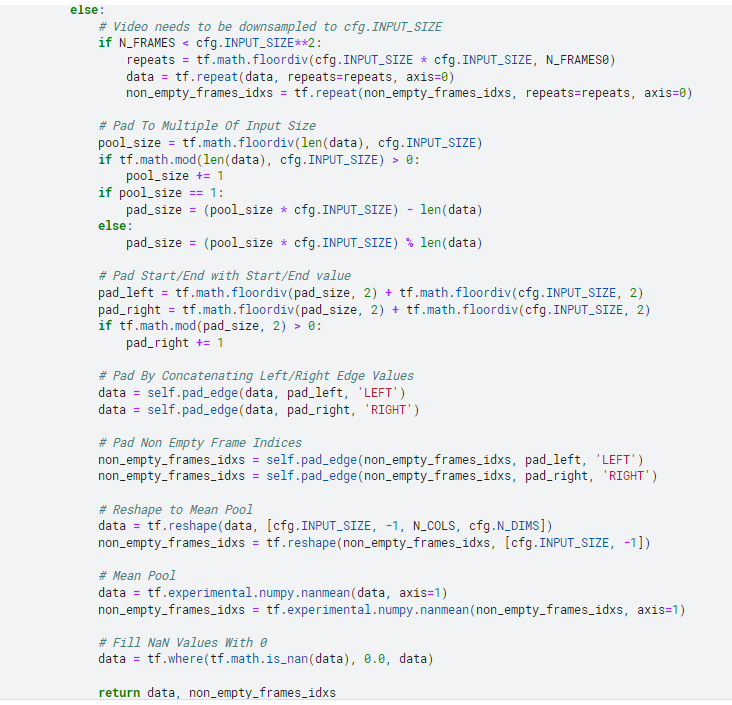 else:
    # Video needs to be downsampled to cfg.INPUT_SIZE
    if N_FRAMES < cfg.INPUT_SIZE**2:
        repeats = tf.math.floordiv(cfg.INPUT_SIZE * cfg.INPUT_SIZE, N_FRAMES0)
        data = tf.repeat(data, repeats=repeats, axis=0)
        non_empty_frames_idxs = tf.repeat(non_empty_frames_idxs, repeats=repeats, axis=0)

    # Pad To Multiple Of Input Size
    pool_size = tf.math.floordiv(len(data), cfg.INPUT_SIZE)
    if tf.math.mod(len(data), cfg.INPUT_SIZE) > 0:
        pool_size += 1
    if pool_size == 1:
        pad_size = (pool_size * cfg.INPUT_SIZE) - len(data)
    else:
        pad_size = (pool_size * cfg.INPUT_SIZE) % len(data)

    # Pad Start/End with Start/End value
    pad_left = tf.math.floordiv(pad_size, 2) + tf.math.floordiv(cfg.INPUT_SIZE, 2)
    pad_right = tf.math.floordiv(pad_size, 2) + tf.math.floordiv(cfg.INPUT_SIZE, 2)
    if tf.math.mod(pad_size, 2) > 0:
        pad_right += 1

    # Pad By Concatenating Left/Right Edge Values
    data = self.pad_edge(data, pad_left, 'LEFT')
    data = self.pad_edge(data, pad_right, 'RIGHT')

    # Pad Non Empty Frame Indices
    non_empty_frames_idxs = self.pad_edge(non_empty_frames_idxs, pad_left, 'LEFT')
    non_empty_frames_idxs = self.pad_edge(non_empty_frames_idxs, pad_right, 'RIGHT')

    # Reshape to Mean Pool
    data = tf.reshape(data, [cfg.INPUT_SIZE, -1, N_COLS, cfg.N_DIMS])
    non_empty_frames_idxs = tf.reshape(non_empty_frames_idxs, [cfg.INPUT_SIZE, -1])

    # Mean Pool
    data = tf.experimental.numpy.nanmean(data, axis=1)
    non_empty_frames_idxs = tf.experimental.numpy.nanmean(non_empty_frames_idxs, axis=1)

    # Fill NaN Values With 0
    data = tf.where(tf.math.is_nan(data), 0.0, data)

    return data, non_empty_frames_idxs